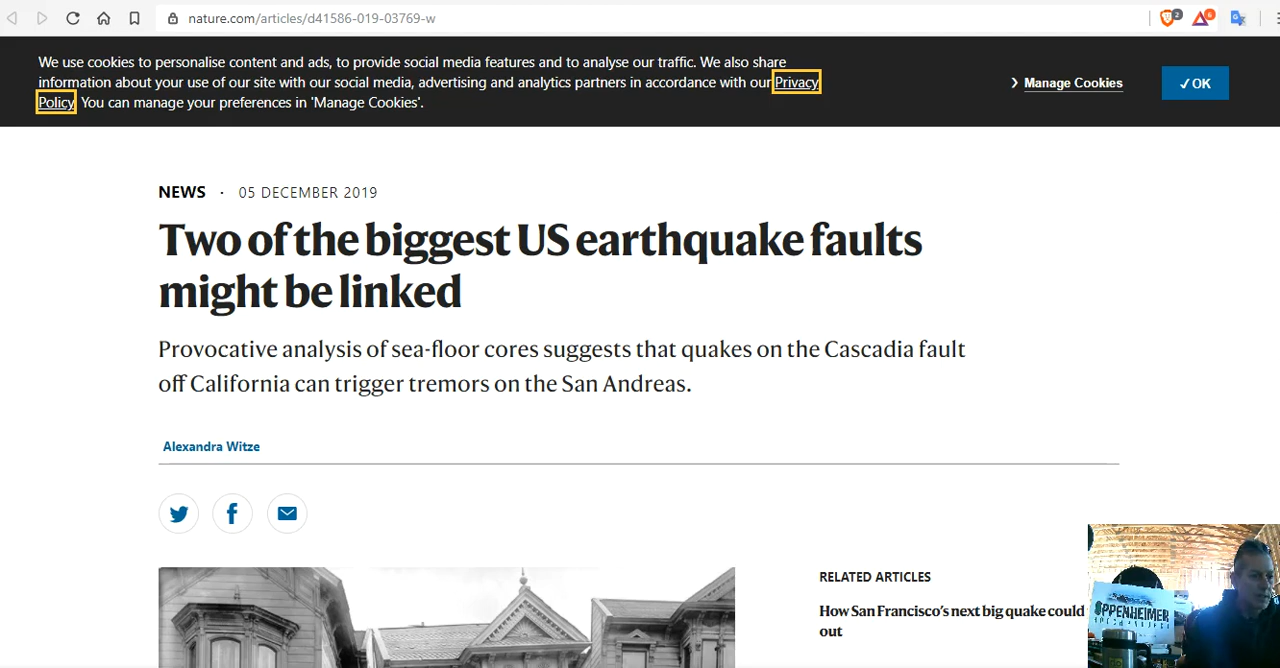 nature.com/articles/d41586-019-03769-w
2
6
We use cookies to personalise content and ads, to provide social media features and to analyse our traffic. We also share
information about your use of our site with our social media, advertising and analytics partners in accordance with our Privacy
Policy. You can manage your preferences in 'Manage Cookies'.
Manage Cookies
✓OK
NEWS · 05 DECEMBER 2019
Two of the biggest US earthquake faults
might be linked
Provocative analysis of sea-floor cores suggests that quakes on the Cascadia fault
off California can trigger tremors on the San Andreas.
Alexandra Witze
RELATED ARTICLES
How San Francisco's next big quake could
out
OPPENHEIMER